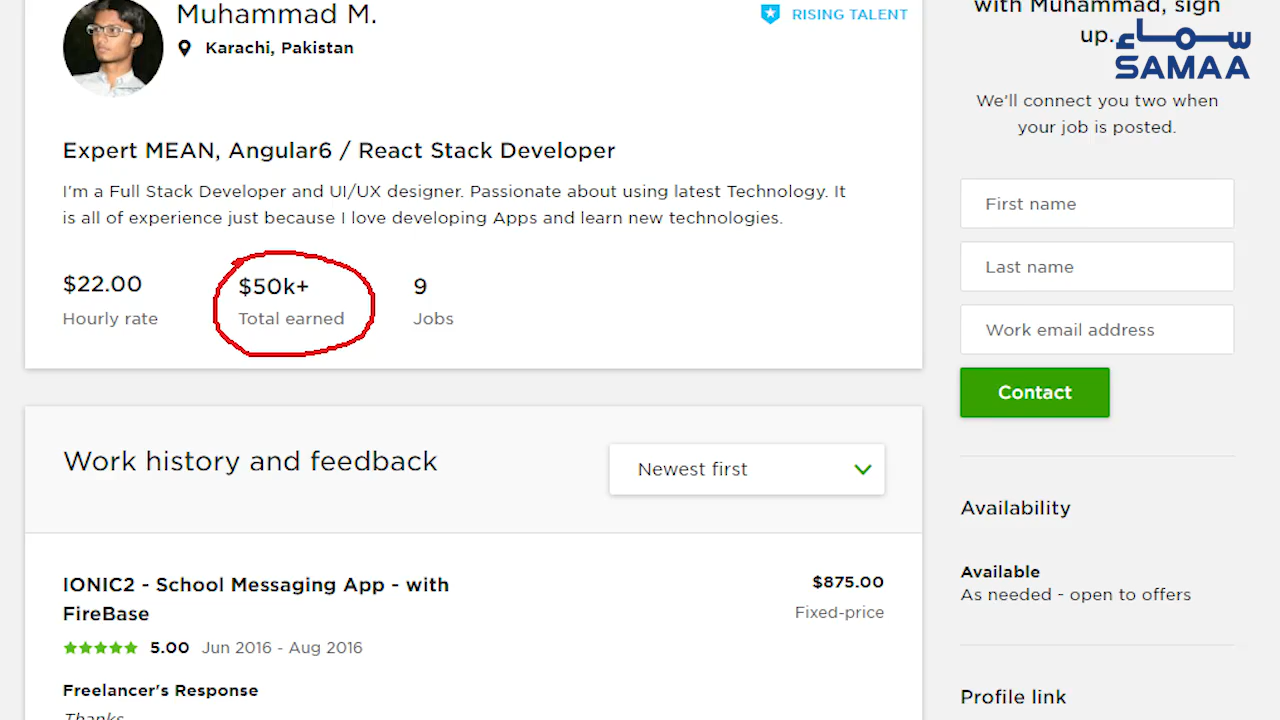 Muhammad M.
Karachi, Pakistan
RISING TALENT
Expert MEAN, Angular6 / React Stack Developer
I'm a Full Stack Developer and UI/UX designer. Passionate about using latest Technology. It
is all of experience just because I love developing Apps and learn new technologies.
$22.00
Hourly rate
$50k+
Total earned
9
Jobs
Work history and feedback
Newest first
IONIC2 - School Messaging App - with
FireBase
$875.00
Fixed-price
5.00 Jun 2016 - Aug 2016
Freelancer's Response
Thanks
with Muhammad, sign
up.
سماء
SAMAA
We'll connect you two when
your job is posted.
First name
Last name
Work email address
Contact
Availability
Available
As needed - open to offers
Profile link